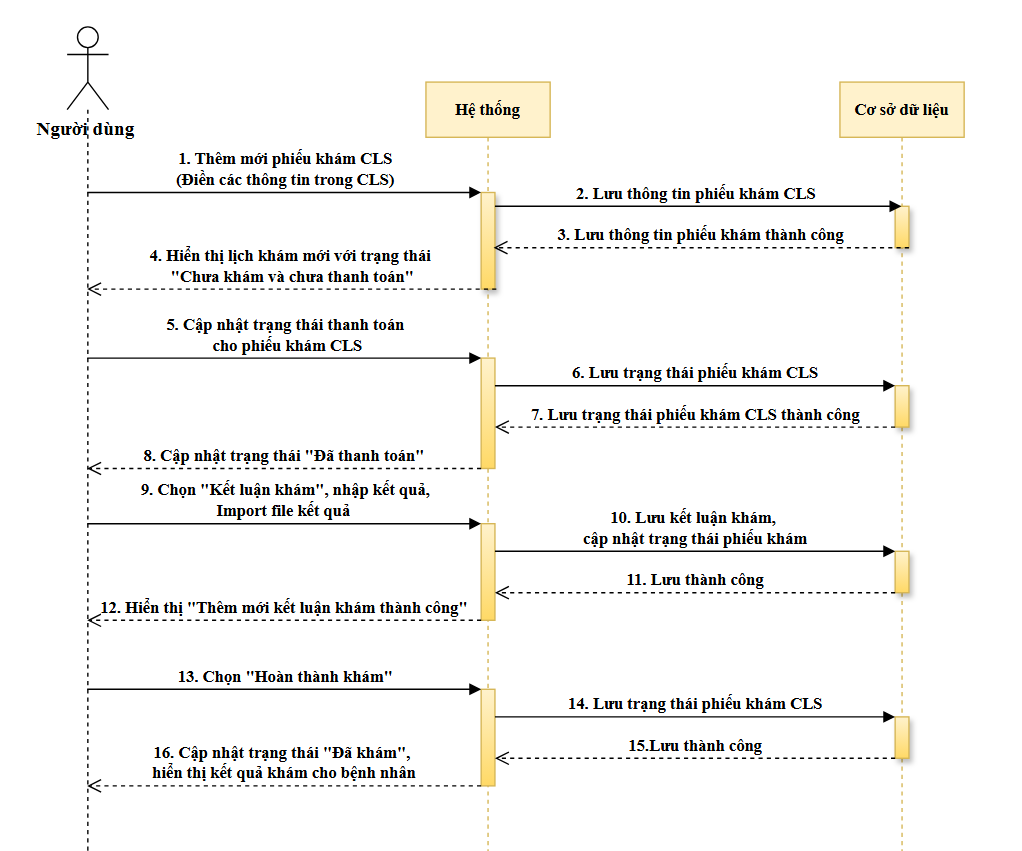 Người dùng
Hệ thống
Cơ sở dữ liệu
1. Thêm mới phiếu khám CLS
(Điền các thông tin trong CLS)
2. Lưu thông tin phiếu khám CLS
3. Lưu thông tin phiếu khám thành công
4. Hiển thị lịch khám mới với trạng thái
"Chưa khám và chưa thanh toán"
5. Cập nhật trạng thái thanh toán
cho phiếu khám CLS
6. Lưu trạng thái phiếu khám CLS
7. Lưu trạng thái phiếu khám CLS thành công
8. Cập nhật trạng thái "Đã thanh toán"
9. Chọn "Kết luận khám", nhập kết quả,
Import file kết quả
10. Lưu kết luận khám,
cập nhật trạng thái phiếu khám
11. Lưu thành công
12. Hiển thị "Thêm mới kết luận khám thành công"
13. Chọn "Hoàn thành khám"
14. Lưu trạng thái phiếu khám CLS
15.Lưu thành công
16. Cập nhật trạng thái "Đã khám",
hiển thị kết quả khám cho bệnh nhân